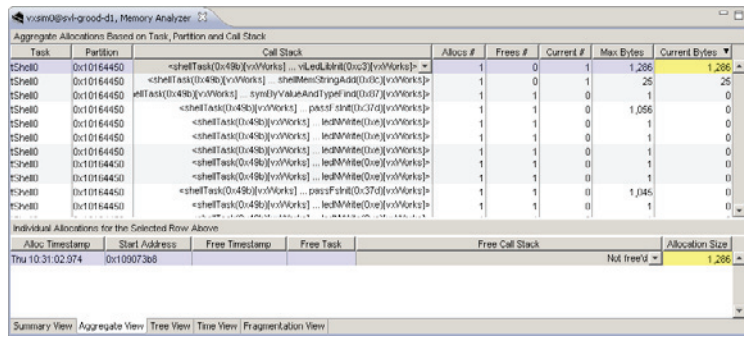 vxsim0@svl-grood-d1, Memory Analyzer
Aggregate Allocations Based on Task, Partition and Call Stack
Task Partition Call Stack Allocs # Frees # Current # Max Bytes Current Bytes
tShell0 0x10164450 <shellTask(0x49b)[vxWorks] ... viLedLibInit(0xc3)[vxWorks]> 1 0 1 1,286 1,286
tShell0 0x10164450 <shellTask(0x49b)[vxWorks] ... shellMemStringAdd(0x8c)[vxWorks]> 1 0 1 25 25
tShell0 0x10164450 ellTask(0x49b)[vxWorks] ... symByValueAndTypeFind(0x87)[vxWorks]> 1 1 0 1 0
tShell0 0x10164450 <shellTask(0x49b)[vxWorks] ... passFsInit(0x37d)[vxWorks]> 1 1 0 1,056 0
tShell0 0x10164450 <shellTask(0x49b)[vxWorks] ... ledNWrite(0xe)[vxWorks]> 1 1 0 1 0
tShell0 0x10164450 <shellTask(0x49b)[vxWorks] ... ledNWrite(0xe)[vxWorks]> 1 1 0 1 0
tShell0 0x10164450 <shellTask(0x49b)[vxWorks] ... ledNWrite(0xe)[vxWorks]> 1 1 0 1 0
tShell0 0x10164450 <shellTask(0x49b)[vxWorks] ... ledNWrite(0xe)[vxWorks]> 1 1 0 1 0
tShell0 0x10164450 <shellTask(0x49b)[vxWorks] ... passFsInit(0x37d)[vxWorks]> 1 1 0 1,045 0
tShell0 0x10164450 <shellTask(0x49b)[vxWorks] ... ledNWrite(0xe)[vxWorks]> 1 1 0 1 0
Individual Allocations for the Selected Row Above
Alloc Timestamp Start Address Free Timestamp Free Task Free Call Stack Allocation Size
Thu 10:31:02.974 0x109073b8 Not free'd 1,286
Summary View Aggregate View Tree View Time View Fragmentation View